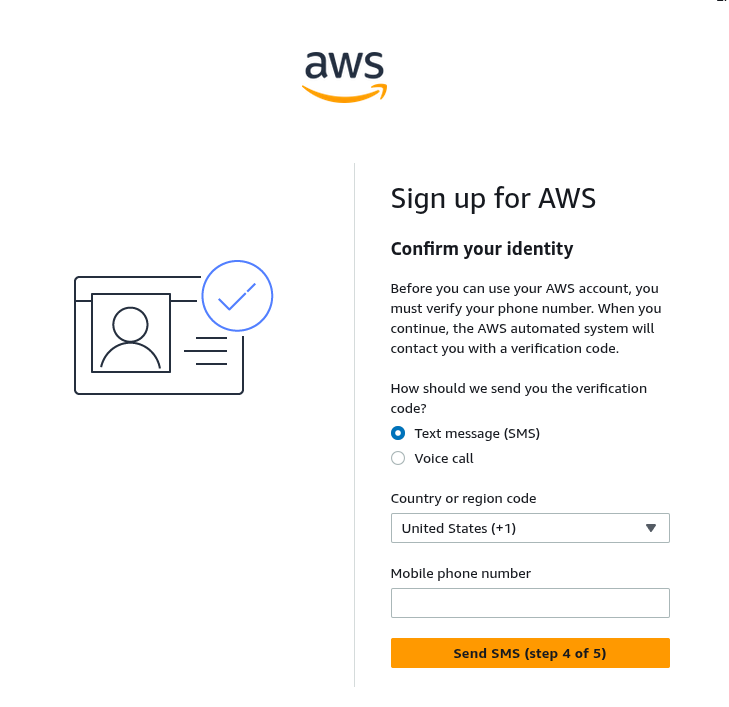 aws
Sign up for AWS
Confirm your identity
Before you can use your AWS account, you
must verify your phone number. When you
continue, the AWS automated system will
contact you with a verification code.
How should we send you the verification
code?
Text message (SMS)
Voice call
Country or region code
United States (+1)
Mobile phone number
Send SMS (step 4 of 5)